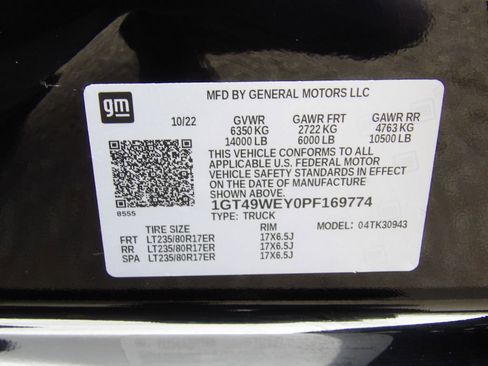 gm
MFD BY GENERAL MOTORS LLC
10/22 GVWR GAWR FRT GAWR RR
6350 KG 2722 KG 4763 KG
14000 LB 6000 LB 10500 LB
THIS VEHICLE CONFORMS TO ALL
APPLICABLE U.S. FEDERAL MOTOR
VEHICLE SAFETY STANDARDS IN EFFECT
ON THE DATE OF MANUFACTURE
SHOWN ABOVE.
8555
1GT49WEY0PF169774
TYPE: TRUCK MODEL: 04TK30943
TIRE SIZE RIM
FRT LT235/80R17ER 17X6.5J
RR LT235/80R17ER 17X6.5J
SPA LT235/80R17ER 17X6.5J